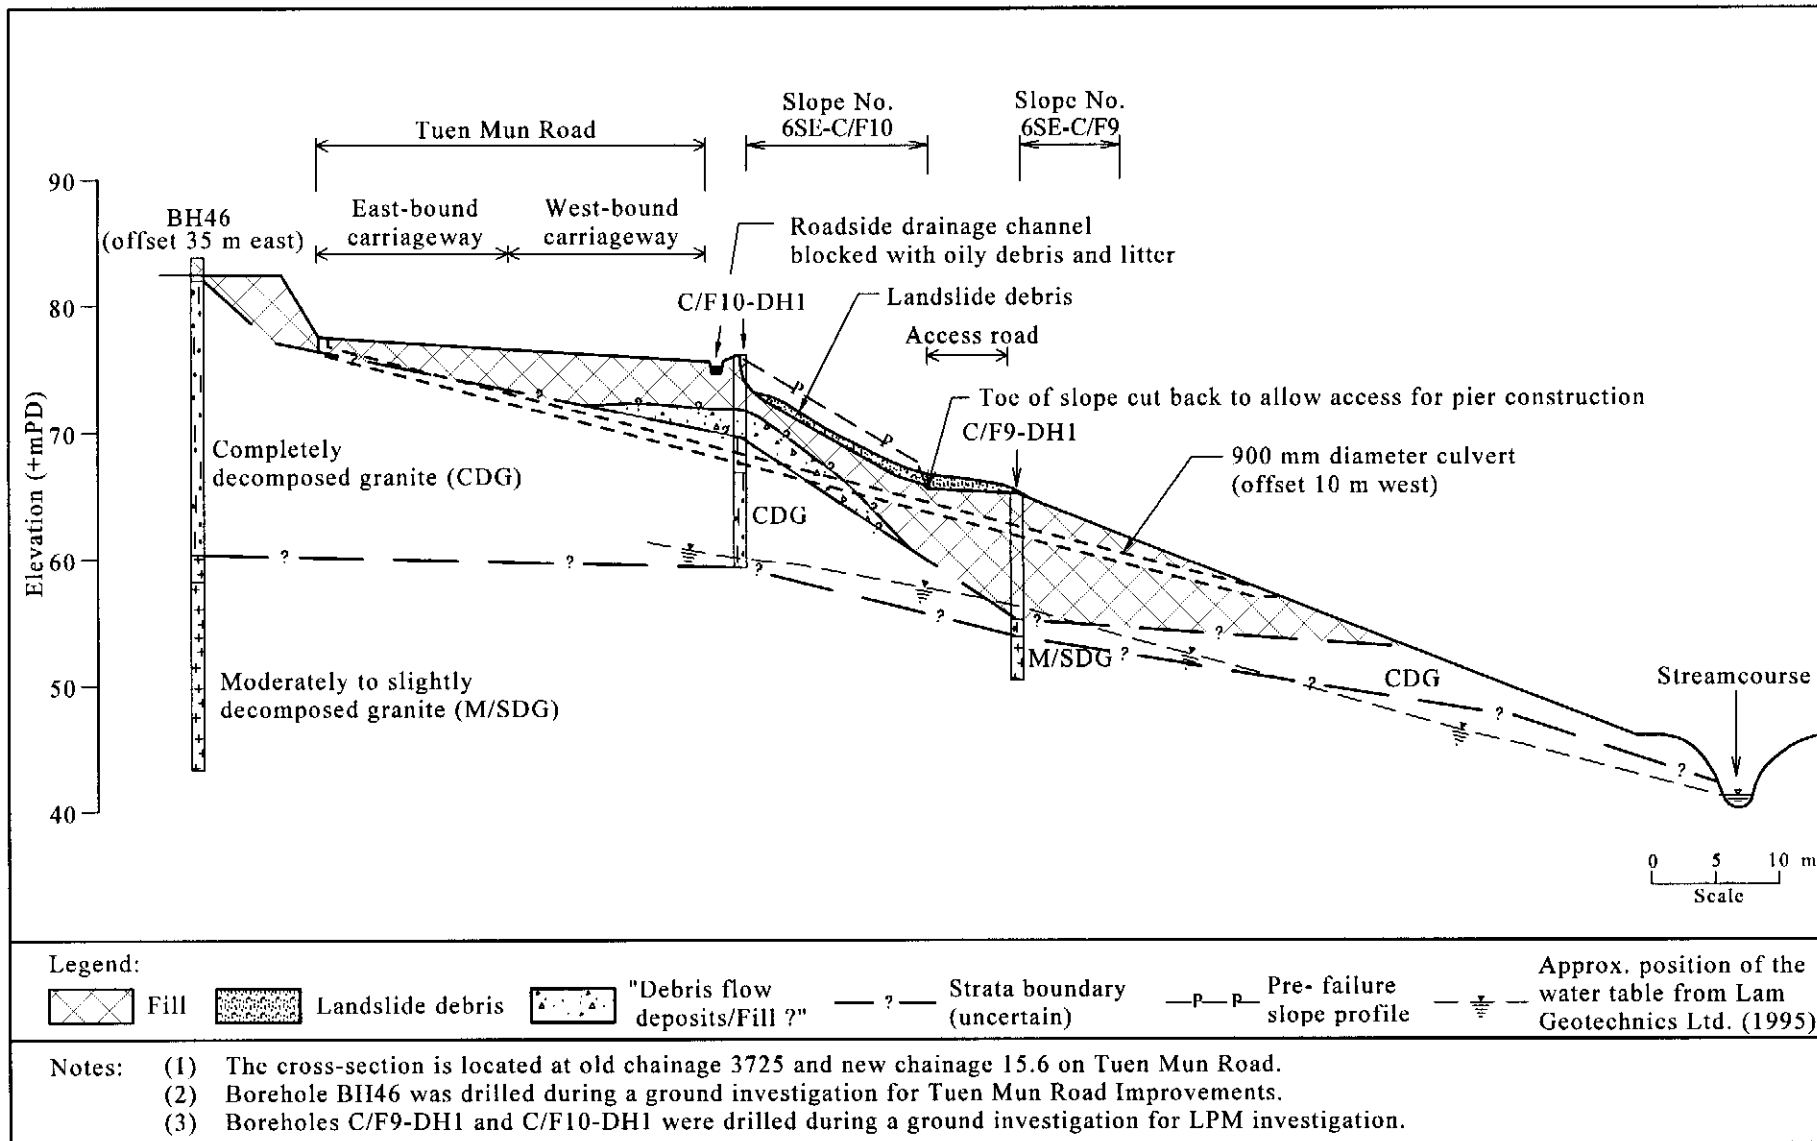 Slope No.
6SE-C/F10
Slope No.
6SE-C/F9
Tuen Mun Road
90
BH46
(offset 35 m east)
East-bound
carriageway
West-bound
carriageway
Roadside drainage channel
blocked with oily debris and litter
80
C/F10-DH1
Landslide debris
Access road
?
?
P
?
?
?
Toe of slope cut back to allow access for pier construction
C/F9-DH1
70
?
?
P
?
?
900 mm diameter culvert
(offset 10 m west)
Completely
decomposed granite (CDG)
?
?
CDG
Elevation (+mPD)
60
?
?
?
?
?
?
?
M/SDG
?
CDG
?
?
50
Moderately to slightly
decomposed granite (M/SDG)
Streamcourse
?
40
0 5 10 m
Scale
Legend:
Fill
Landslide debris
"Debris flow
deposits/Fill ?"
?
Strata boundary
(uncertain)
P P
Pre- failure
slope profile
Approx. position of the
water table from Lam
Geotechnics Ltd. (1995)
Notes: (1) The cross-section is located at old chainage 3725 and new chainage 15.6 on Tuen Mun Road.
(2) Borehole BH46 was drilled during a ground investigation for Tuen Mun Road Improvements.
(3) Boreholes C/F9-DH1 and C/F10-DH1 were drilled during a ground investigation for LPM investigation.